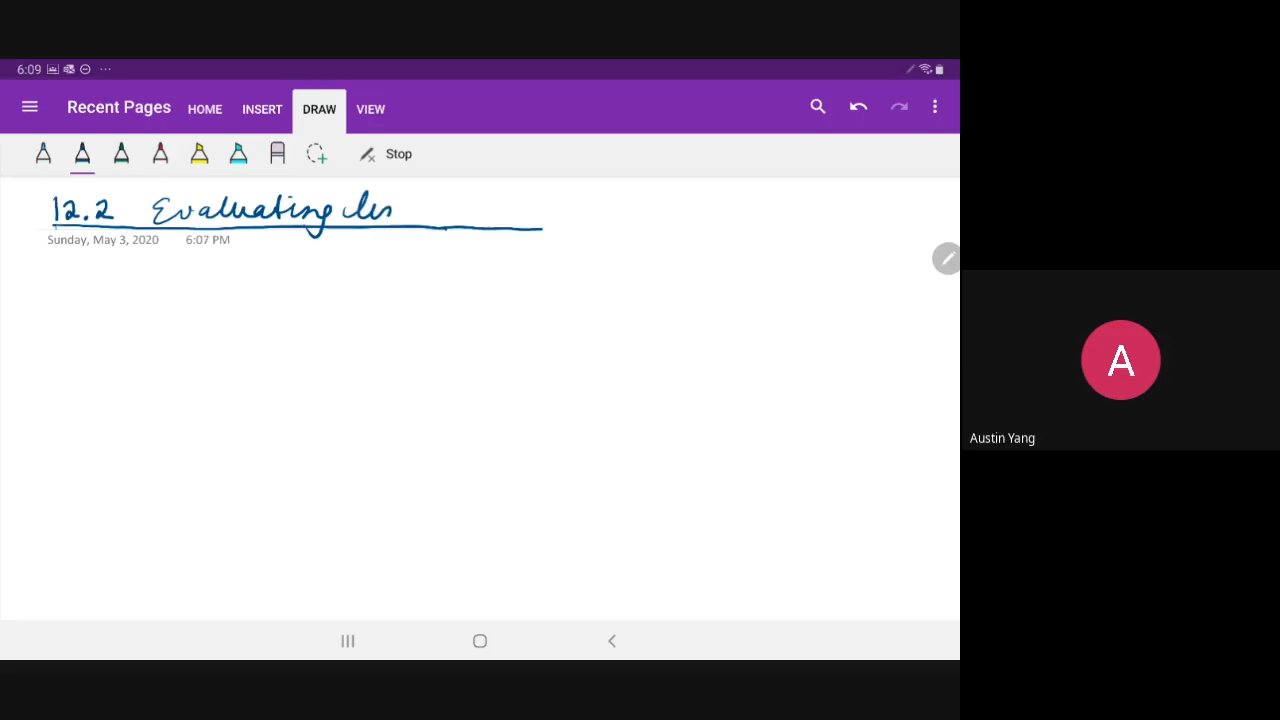 6:09
Recent Pages HOME INSERT DRAW VIEW
Stop
12.2 Evaluating
Sunday, May 3, 2020 6:07 PM
A
Austin Yang